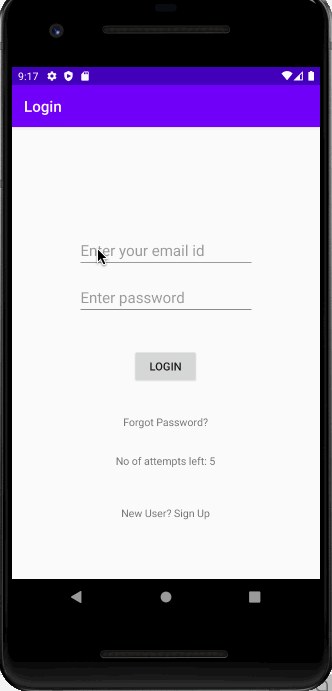 9:17
Login
Enter your email id
Enter password
LOGIN
Forgot Password?
No of attempts left: 5
New User? Sign Up